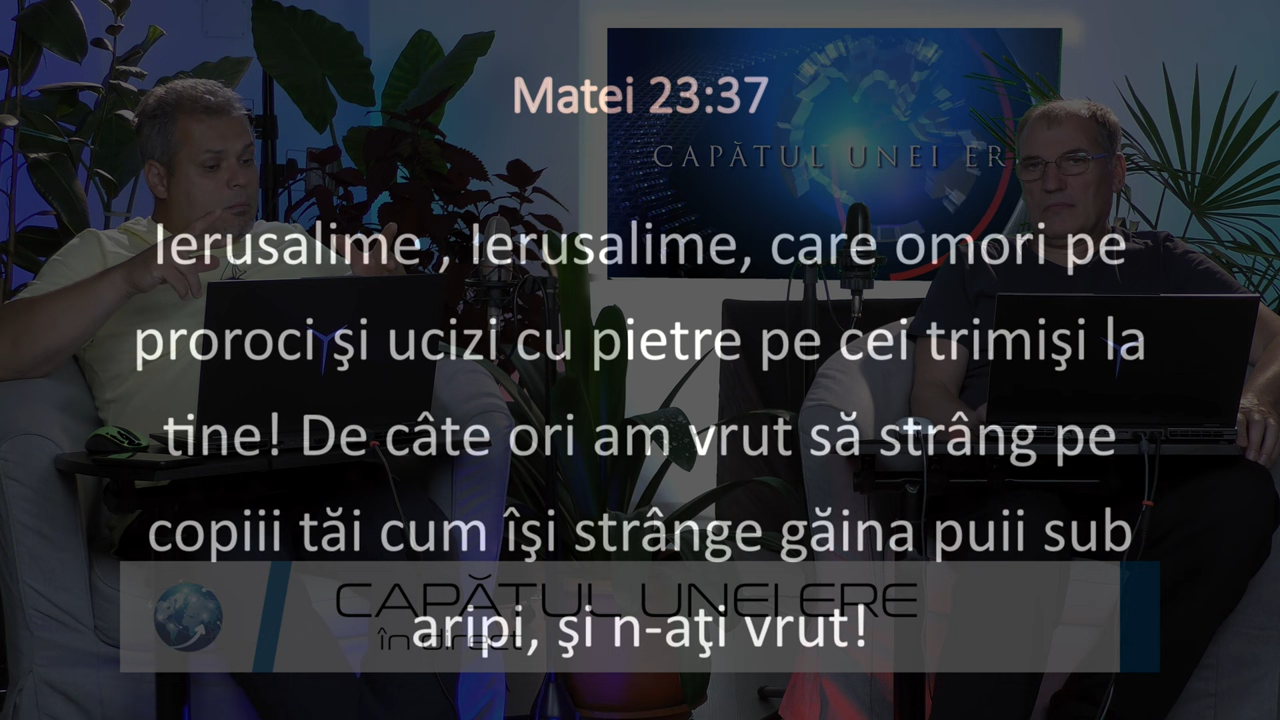 Matei 23:37
CAPĂTUL UNEI ER
Ierusalime , Ierusalime, care omori pe
proroci şi ucizi cu pietre pe cei trimişi la
tine! De câte ori am vrut să strâng pe
copiii tăi cum îşi strânge găina puii sub
aripi, şi n-aţi vrut!
CAPĂTUL UNEI ERE
în direct